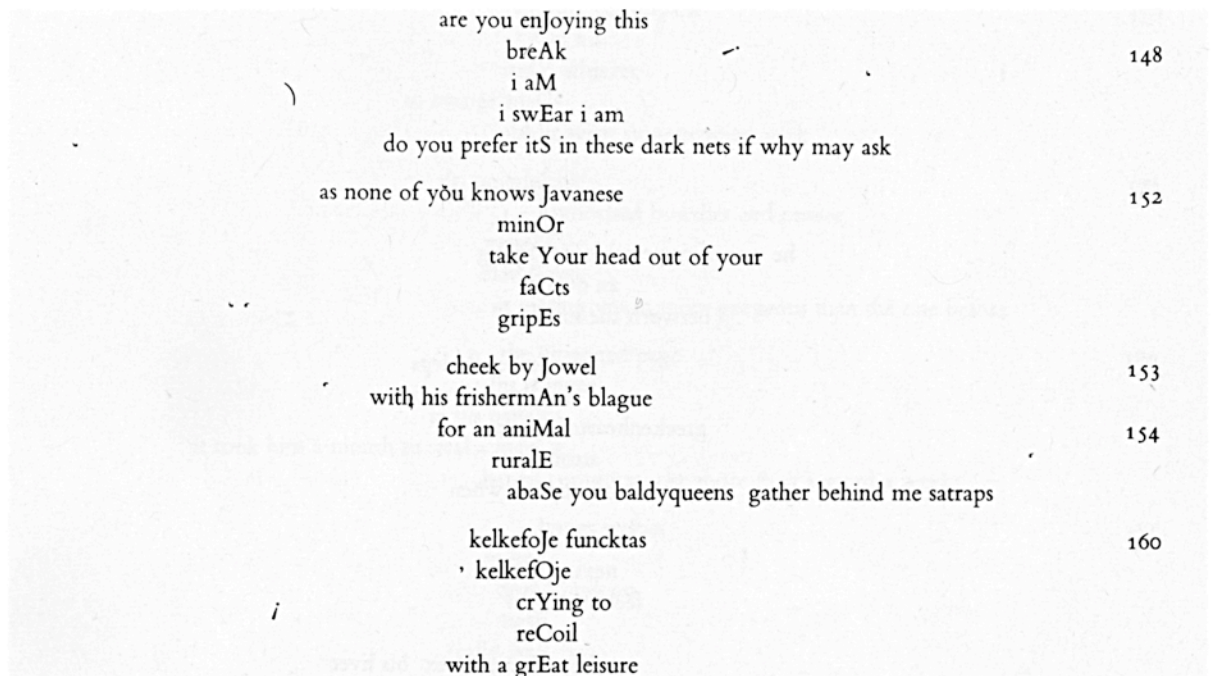 are you enJoying this
breAk 148
i aM
i swEar i am
do you prefer itS in these dark nets if why may ask
as none of yŏu knows Javanese 152
minOr
take Your head out of your
faCts
gripEs
cheek by Jowel 153
with his frishermAn's blague
for an aniMal 154
ruralE
abaSe you baldyqueens gather behind me satraps
kelkefoJe funcktas 160
kelkefOje
crYing to
reCoil
with a grEat leisure